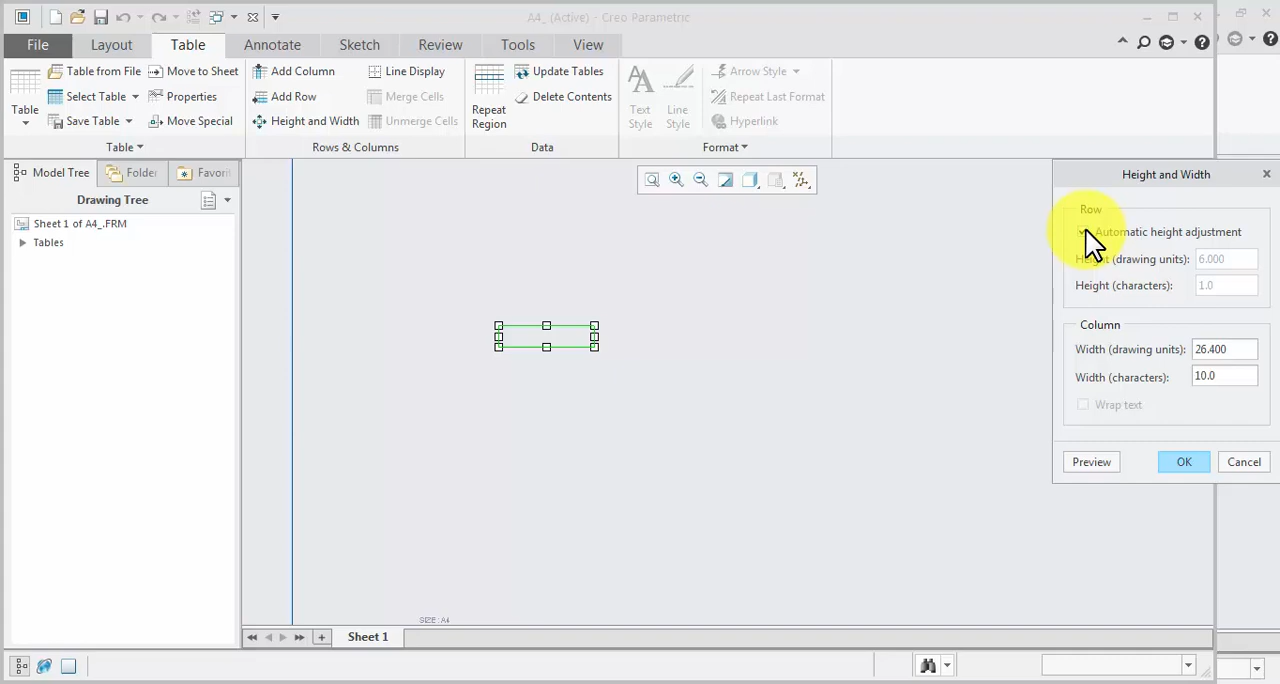 A4_ (Active) - Creo Parametric
File Layout Table Annotate Sketch Review Tools View
Table
Table from File
Select Table
Save Table
Move to Sheet
Properties
Move Special
Table
Add Column
Add Row
Height and Width
Line Display
Merge Cells
Unmerge Cells
Rows & Columns
Repeat
Region
Update Tables
Delete Contents
Data
Text
Style
Line
Style
Arrow Style
Repeat Last Format
Hyperlink
Format
Model Tree
Folder
Favori
Drawing Tree
Sheet 1 of A4_.FRM
Tables
SIZE : A4
Sheet 1
Height and Width
Row
Automatic height adjustment
Height (drawing units): 6.000
Height (characters): 1.0
Column
Width (drawing units): 26.400
Width (characters): 10.0
Wrap text
Preview OK Cancel